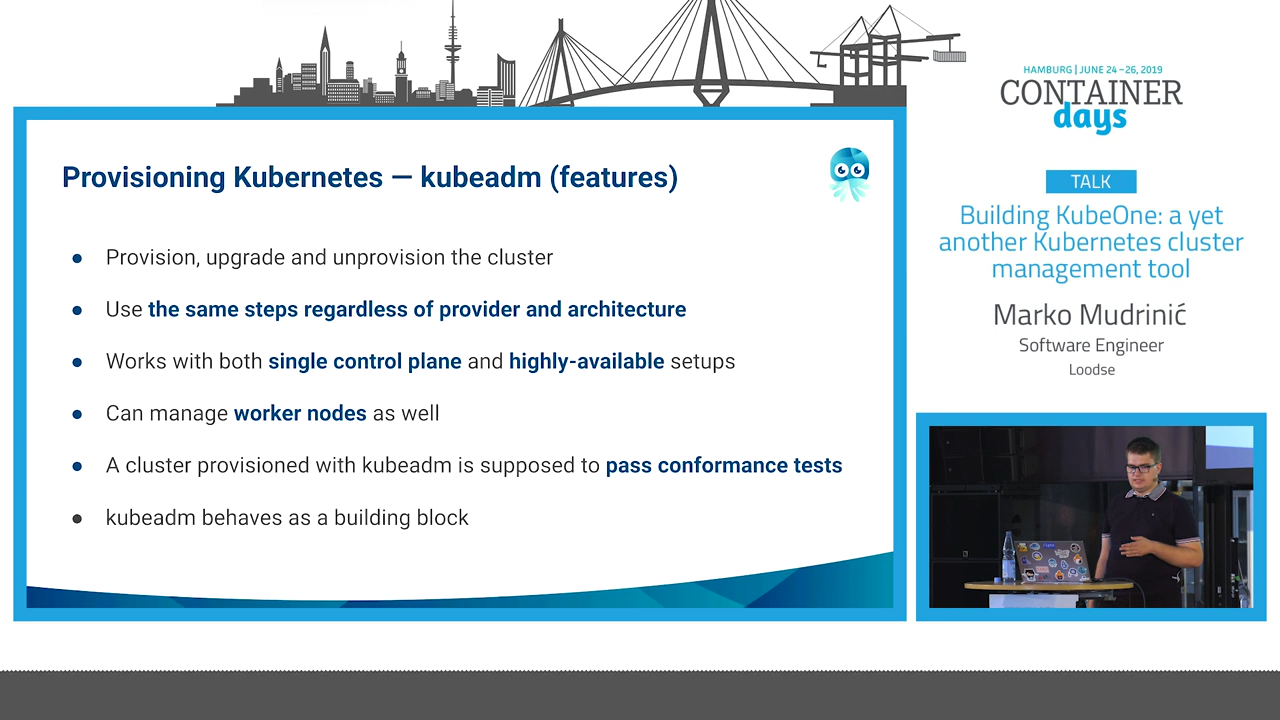 HAMBURG | JUNE 24 – 26, 2019
CONTAINER
days
Provisioning Kubernetes — kubeadm (features)
● Provision, upgrade and unprovision the cluster
● Use the same steps regardless of provider and architecture
● Works with both single control plane and highly-available setups
● Can manage worker nodes as well
● A cluster provisioned with kubeadm is supposed to pass conformance tests
● kubeadm behaves as a building block
TALK
Building KubeOne: a yet
another Kubernetes cluster
management tool
Marko Mudrinić
Software Engineer
Loodse